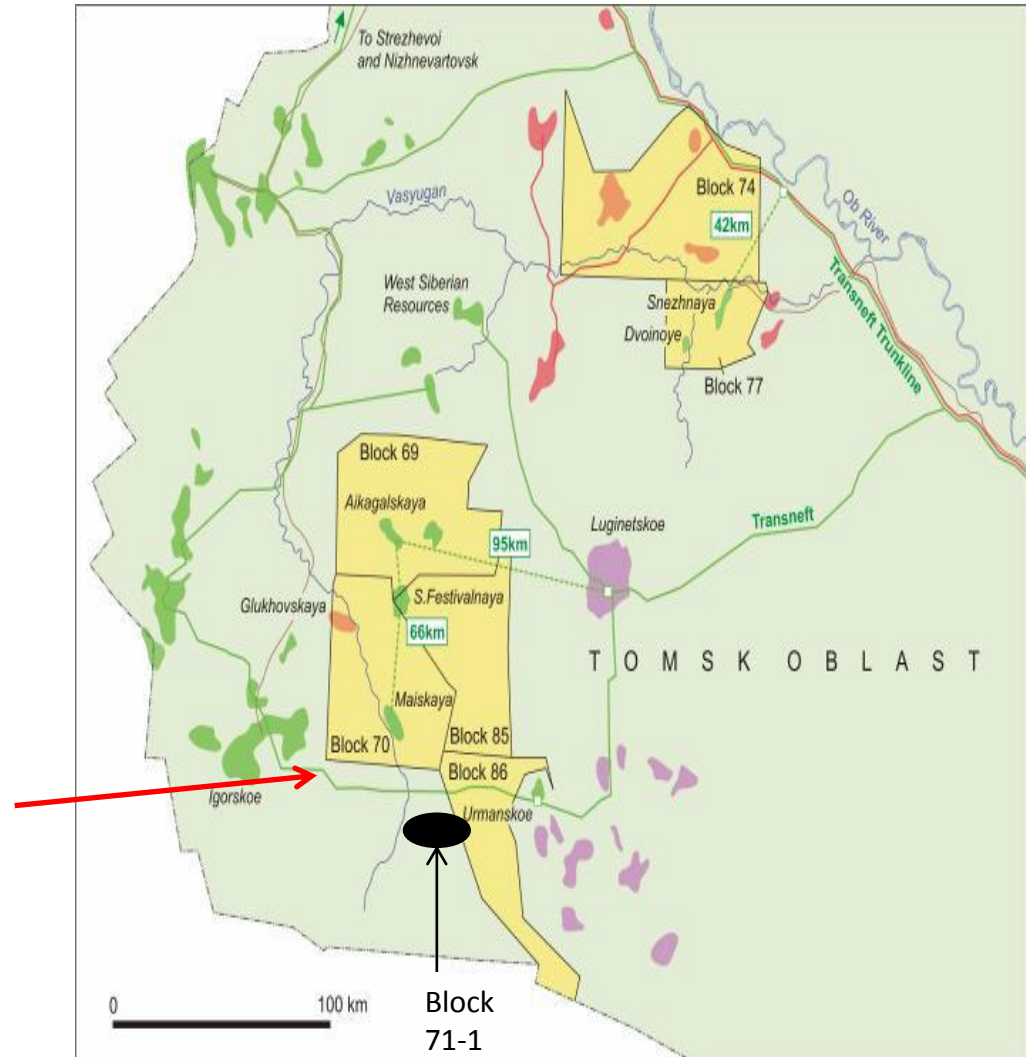 To Strezhevoi
and Nizhnevartovsk
Vasyugan
Block 74
Ob River
42km
West Siberian
Resources
Snezhnaya
Dvoinoye
Transneft Trunkline
Block 77
Block 69
Aikagalskaya
Luginetskoe
Transneft
95km
Glukhovskaya
S.Festivalnaya
66km
TOMSK OBLAST
Maiskaya
Block 70
Block 85
Block 86
Igorskoe
Urmanskoe
0
100 km
Block
71-1